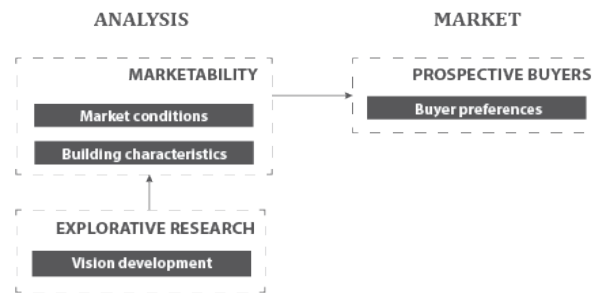 ANALYSIS
MARKET
MARKETABILITY
Market conditions
Building characteristics
PROSPECTIVE BUYERS
Buyer preferences
EXPLORATIVE RESEARCH
Vision development